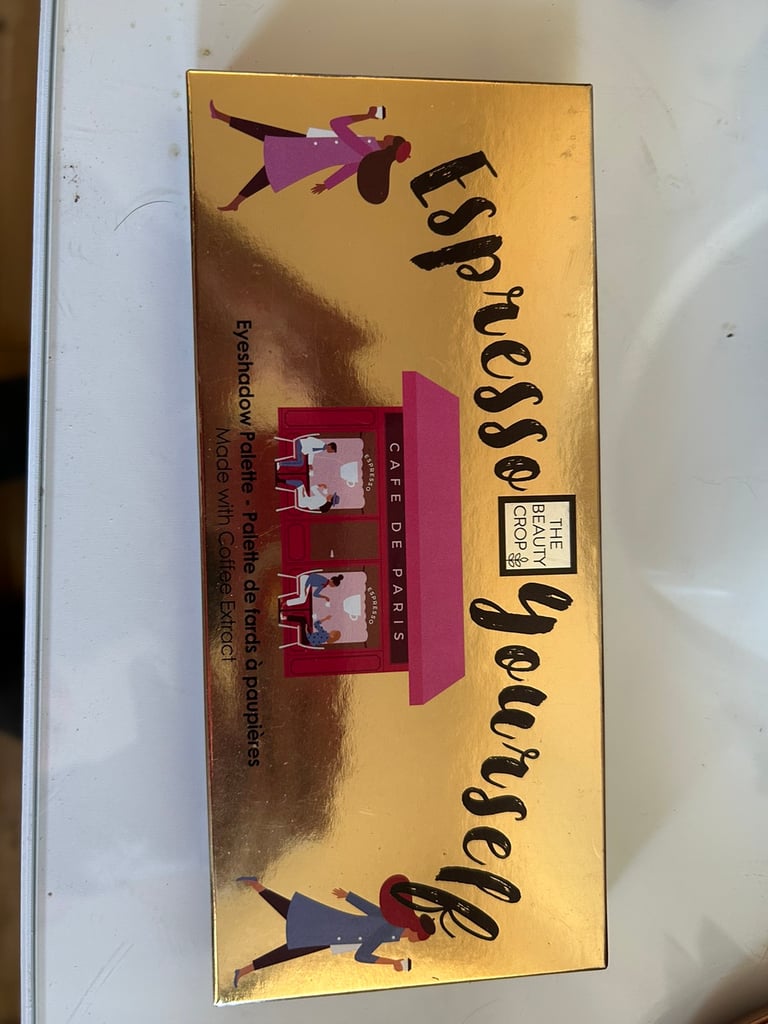 Espresso Yourself
THE
BEAUTY
CROP
CAFE DE PARIS
ESPRESSO
ESPRESSO
Eyeshadow Palette - Palette de fards à paupières
Made with Coffee Extract